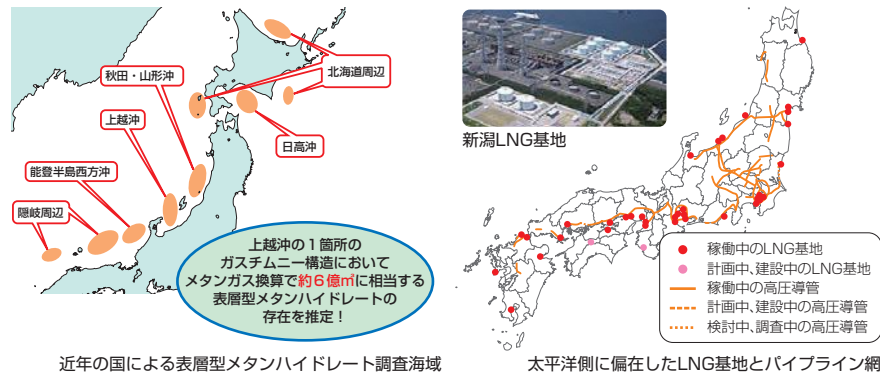 秋田・山形沖
北海道周辺
上越沖
日高沖
能登半島西方沖
隠岐周辺
上越沖の１箇所の
ガスチムニー構造において
メタンガス換算で約６億㎥に相当する
表層型メタンハイドレートの
存在を推定！
近年の国による表層型メタンハイドレート調査海域
新潟LNG基地
稼働中のLNG基地
計画中、建設中のLNG基地
稼働中の高圧導管
計画中、建設中の高圧導管
検討中、調査中の高圧導管
太平洋側に偏在したLNG基地とパイプライン網